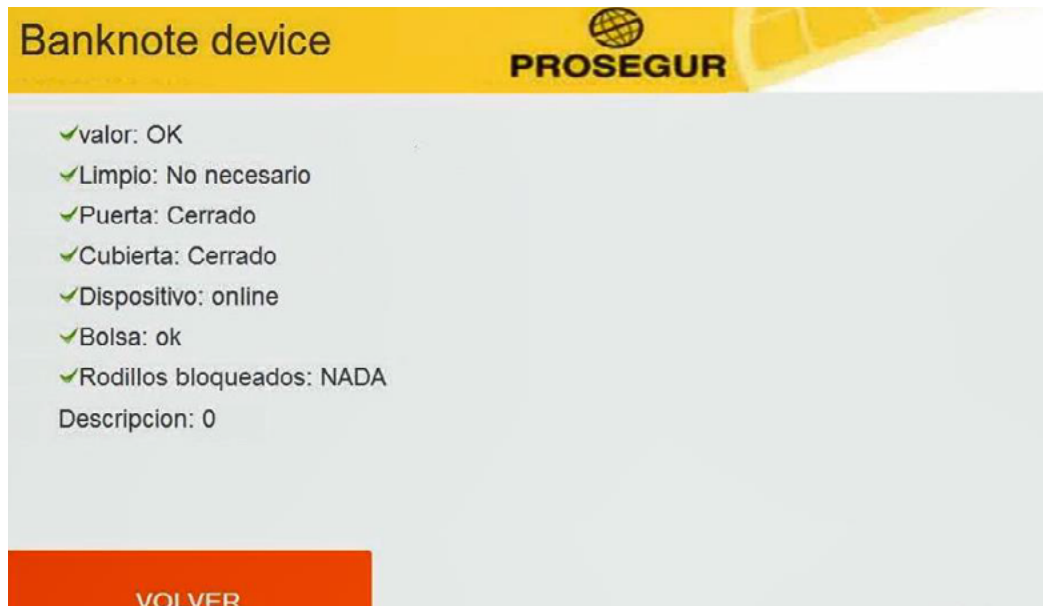 Banknote device
PROSEGUR
valor: OK
Limpio: No necesario
Puerta: Cerrado
Cubierta: Cerrado
Dispositivo: online
Bolsa: ok
Rodillos bloqueados: NADA
Descripcion: 0
VOLVER